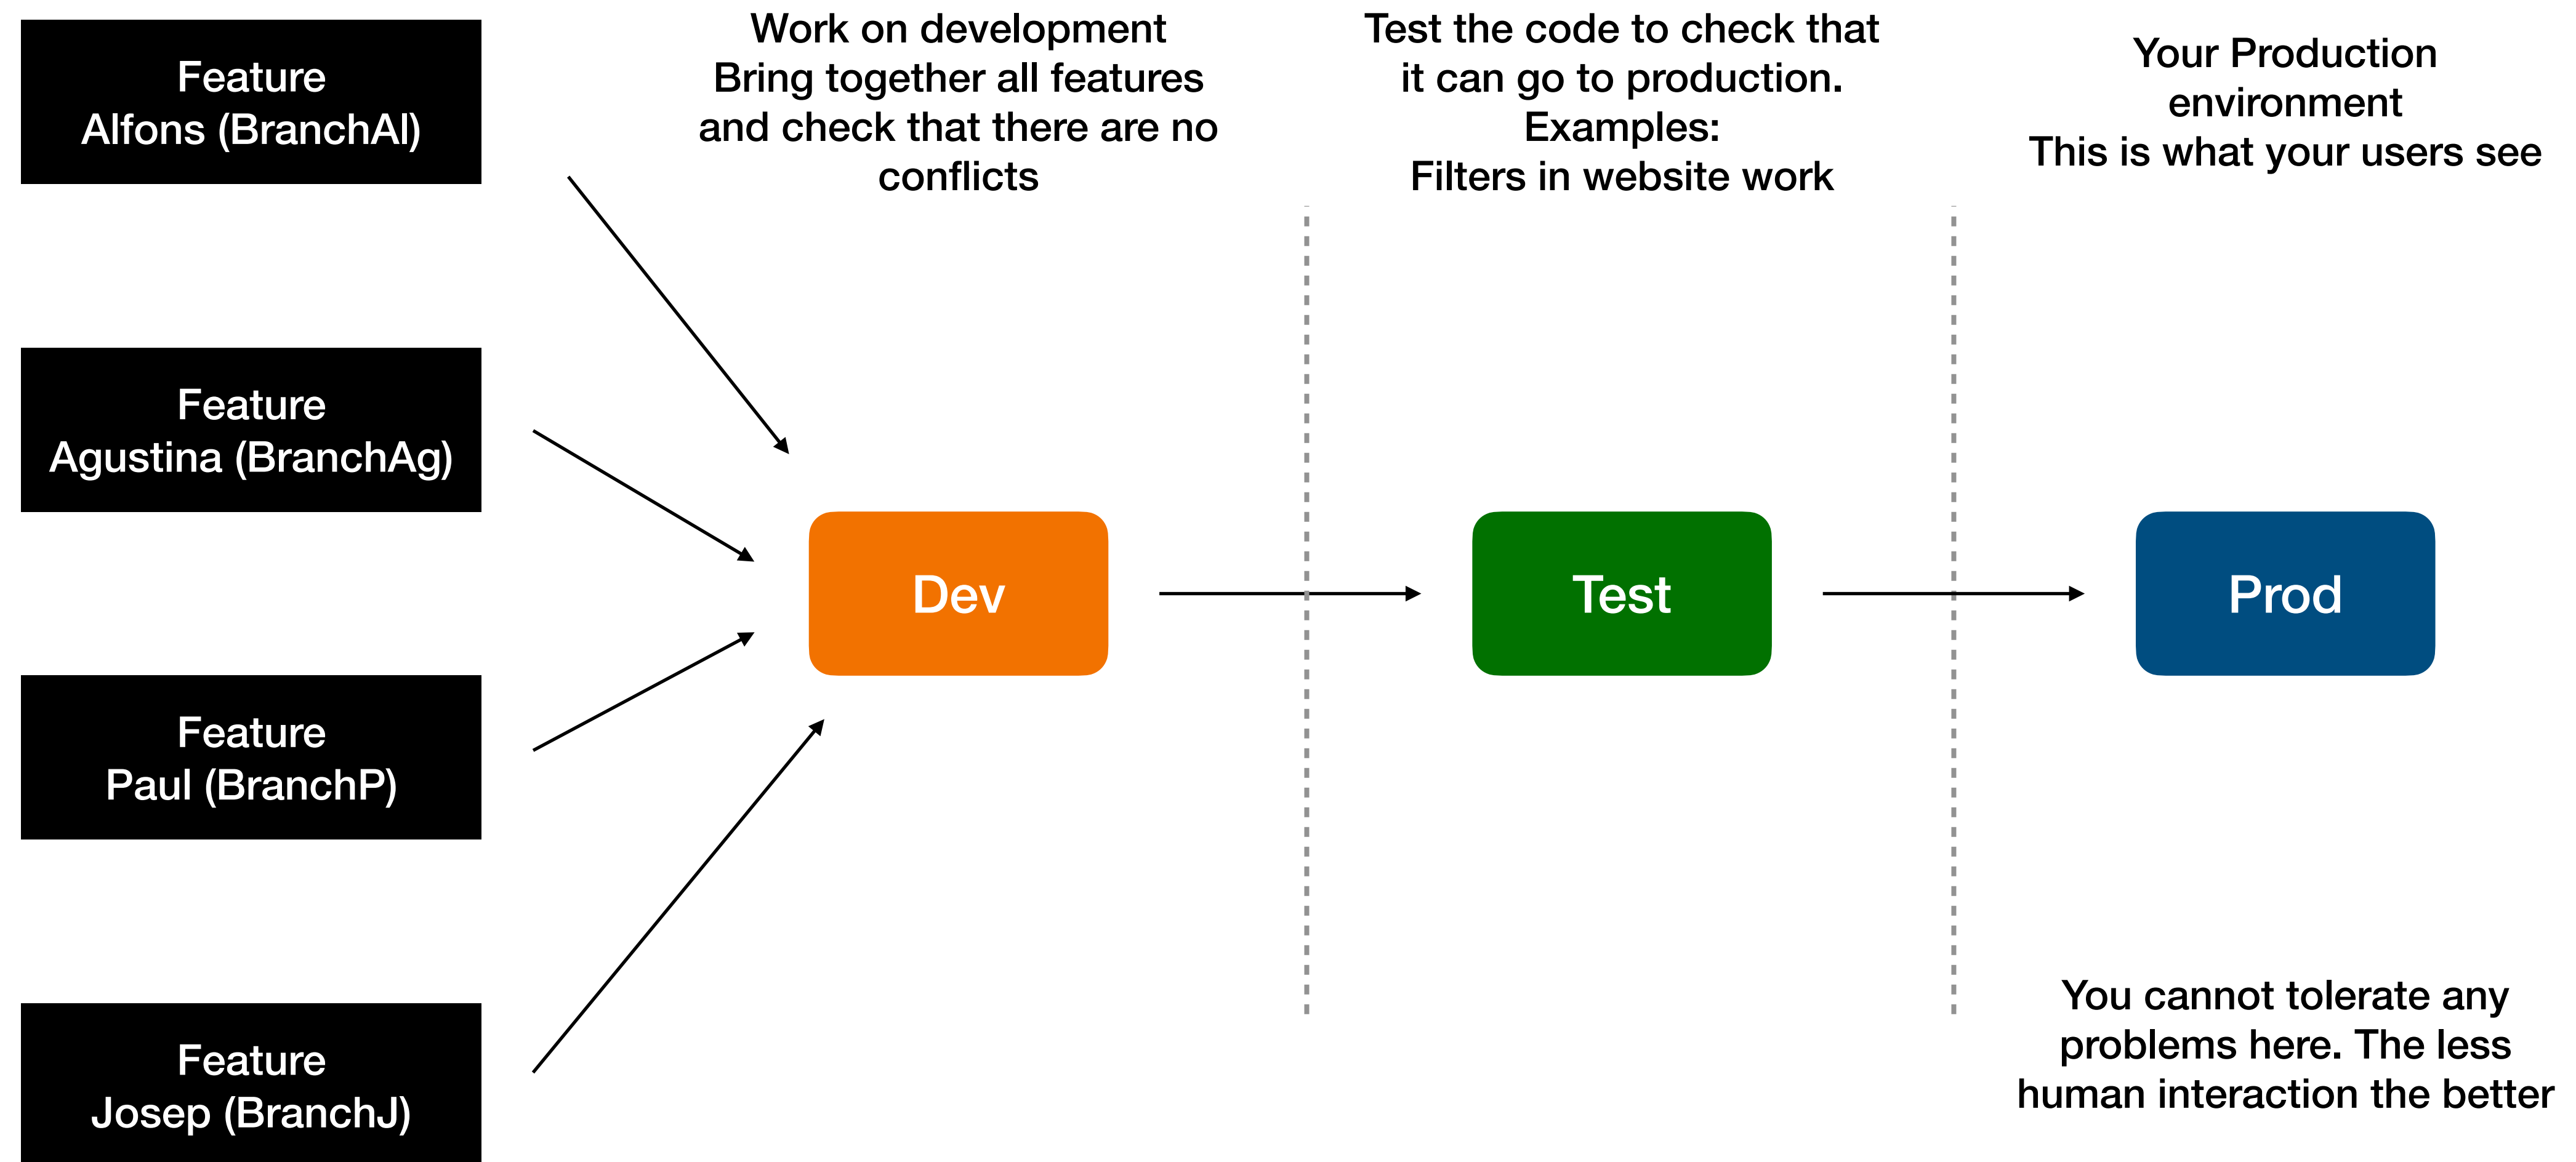 Feature
Alfons (BranchAl)
Work on development
Bring together all features
and check that there are no
conflicts
Test the code to check that
it can go to production.
Examples:
Filters in website work
Your Production
environment
This is what your users see
Feature
Agustina (BranchAg)
Dev
Test
Prod
Feature
Paul (BranchP)
Feature
Josep (BranchJ)
You cannot tolerate any
problems here. The less
human interaction the better